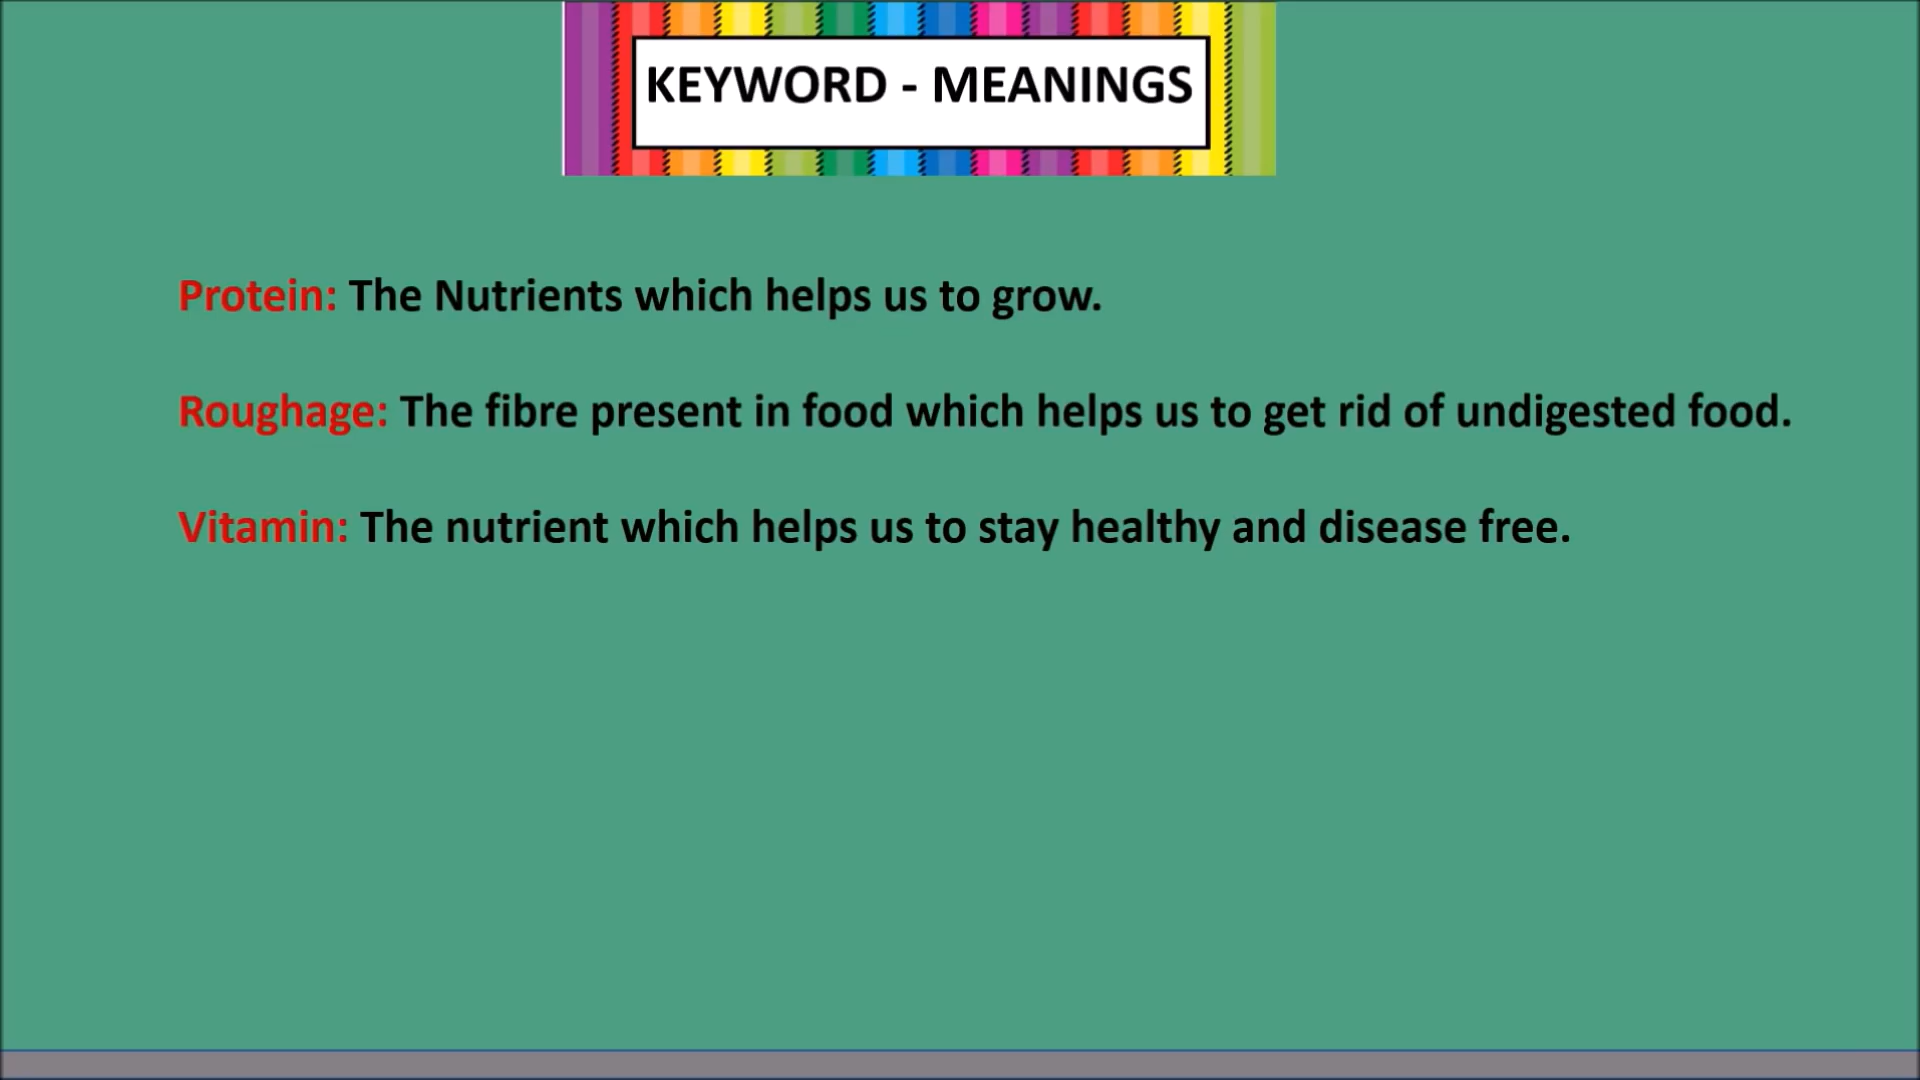 KEYWORD - MEANINGS
Protein: The Nutrients which helps us to grow.
Roughage: The fibre present in food which helps us to get rid of undigested food.
Vitamin: The nutrient which helps us to stay healthy and disease free.